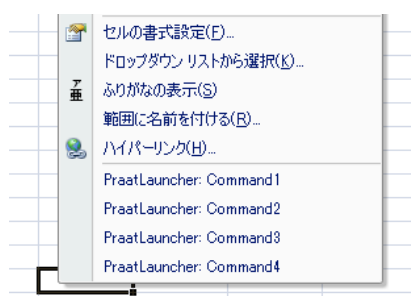 セルの書式設定(F)...
ドロップダウン リストから選択(K)...
ふりがなの表示(S)
範囲に名前を付ける(R)...
ハイパーリンク(H)...
PraatLauncher: Command1
PraatLauncher: Command2
PraatLauncher: Command3
PraatLauncher: Command4
ア亜